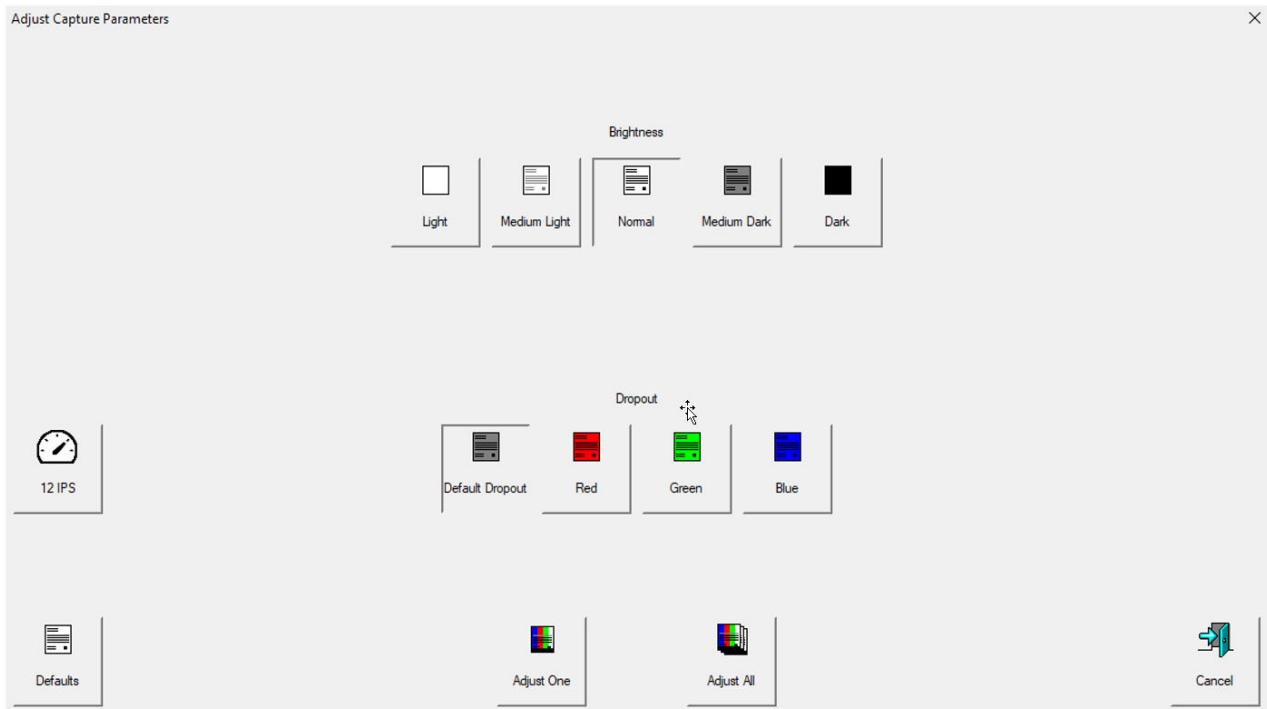 Adjust Capture Parameters
Brightness
Light
Medium Light
Normal
Medium Dark
Dark
Dropout
12 IPS
Default Dropout
Red
Green
Blue
Defaults
Adjust One
Adjust All
Cancel